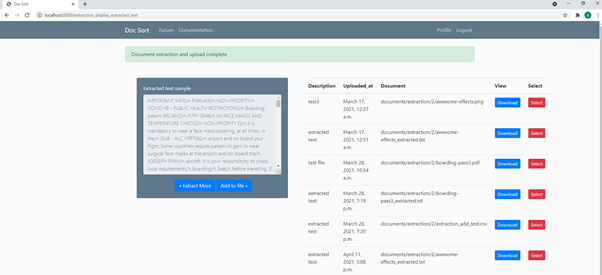 Doc Sort
localhost:8000/extraction_display_extracted_text
Doc Sort Forum Documentation Profile Logout
Document extraction and upload complete
Extracted text sample
IMPORTANT INFO/n RYANAIR/n NON-PRIORITY/n
COVID-19 - PUBLIC HEALTH RESTRICTIONS/n Boarding
pass/n IRELAND/n FACE MASKS AND
TEMPERATURE CHECKS/n NON-PRIORITY It is
mandatory to wear a face mask/covering, at all times, in
the/n DUB - ALC airport and on board your
flight. Some countries require passen-/n gers to wear
surgical face masks at the airport and on-board the/n
RYAN/n aircraft. It is your responsibility to check
local requirements/n Boarding Seat/n before travelling. If
« Extract More
Add to file »
Description Uploaded_at Document View Select
test3 March 17, 2021, 12:37 a.m. documents/extraction/2/awesome-effects.png Download Select
extracted text March 17, 2021, 12:51 a.m. documents/extraction/2/awesome-effects_extracted.txt Download Select
test file March 28, 2021, 10:54 a.m. documents/extraction/2/boarding-pass3.pdf Download Select
extracted text March 28, 2021, 7:19 p.m. documents/extraction/2/boarding-pass3_extracted.txt Download Select
extracted text March 28, 2021, 7:20 p.m. documents/extraction/2/extraction_add_test.csv Download Select
extracted text April 11, 2021, 5:08 p.m. documents/extraction/2/awesome-effects_extracted.txt Download Select